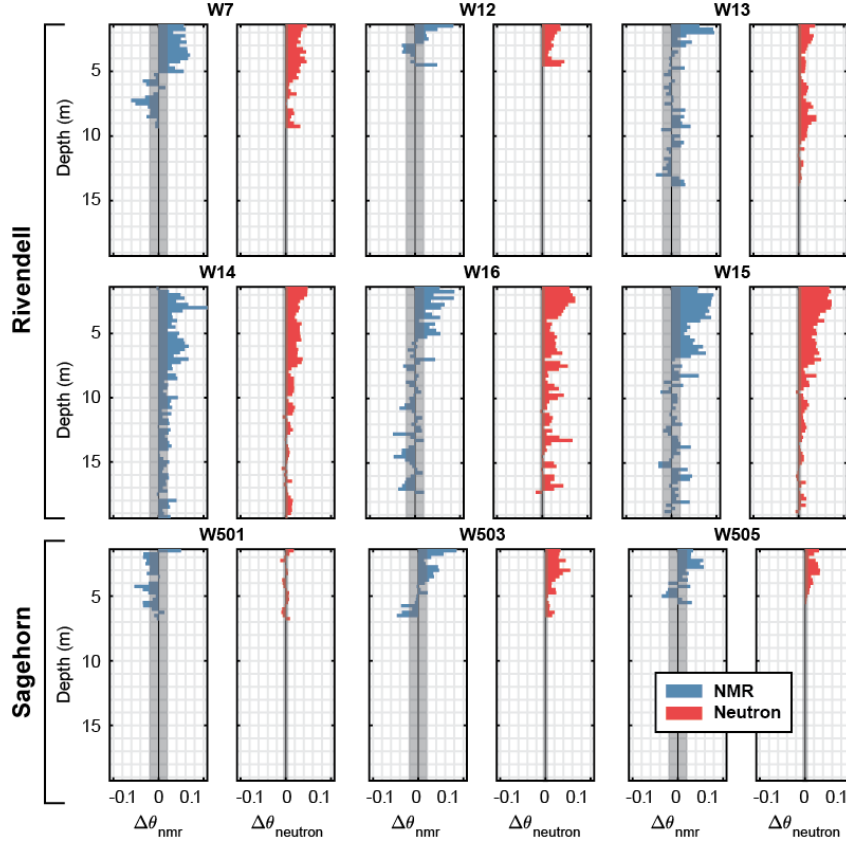 W7 W12 W13
Rivendell
Depth (m)
5
10
15
W14 W16 W15
Depth (m)
5
10
15
W501 W503 W505
Sagehorn
Depth (m)
5
10
15
NMR
Neutron
-0.1 0 0.1 -0.1 0 0.1 -0.1 0 0.1 -0.1 0 0.1 -0.1 0 0.1 -0.1 0 0.1
Δθnmr Δθneutron Δθnmr Δθneutron Δθnmr Δθneutron